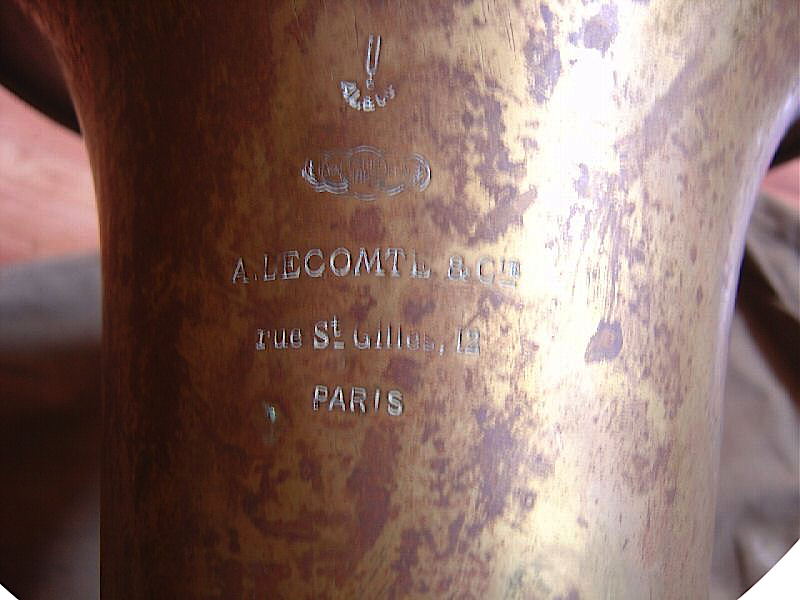 A. LECOMTE & Cie
rue St Gilles, 12
PARIS